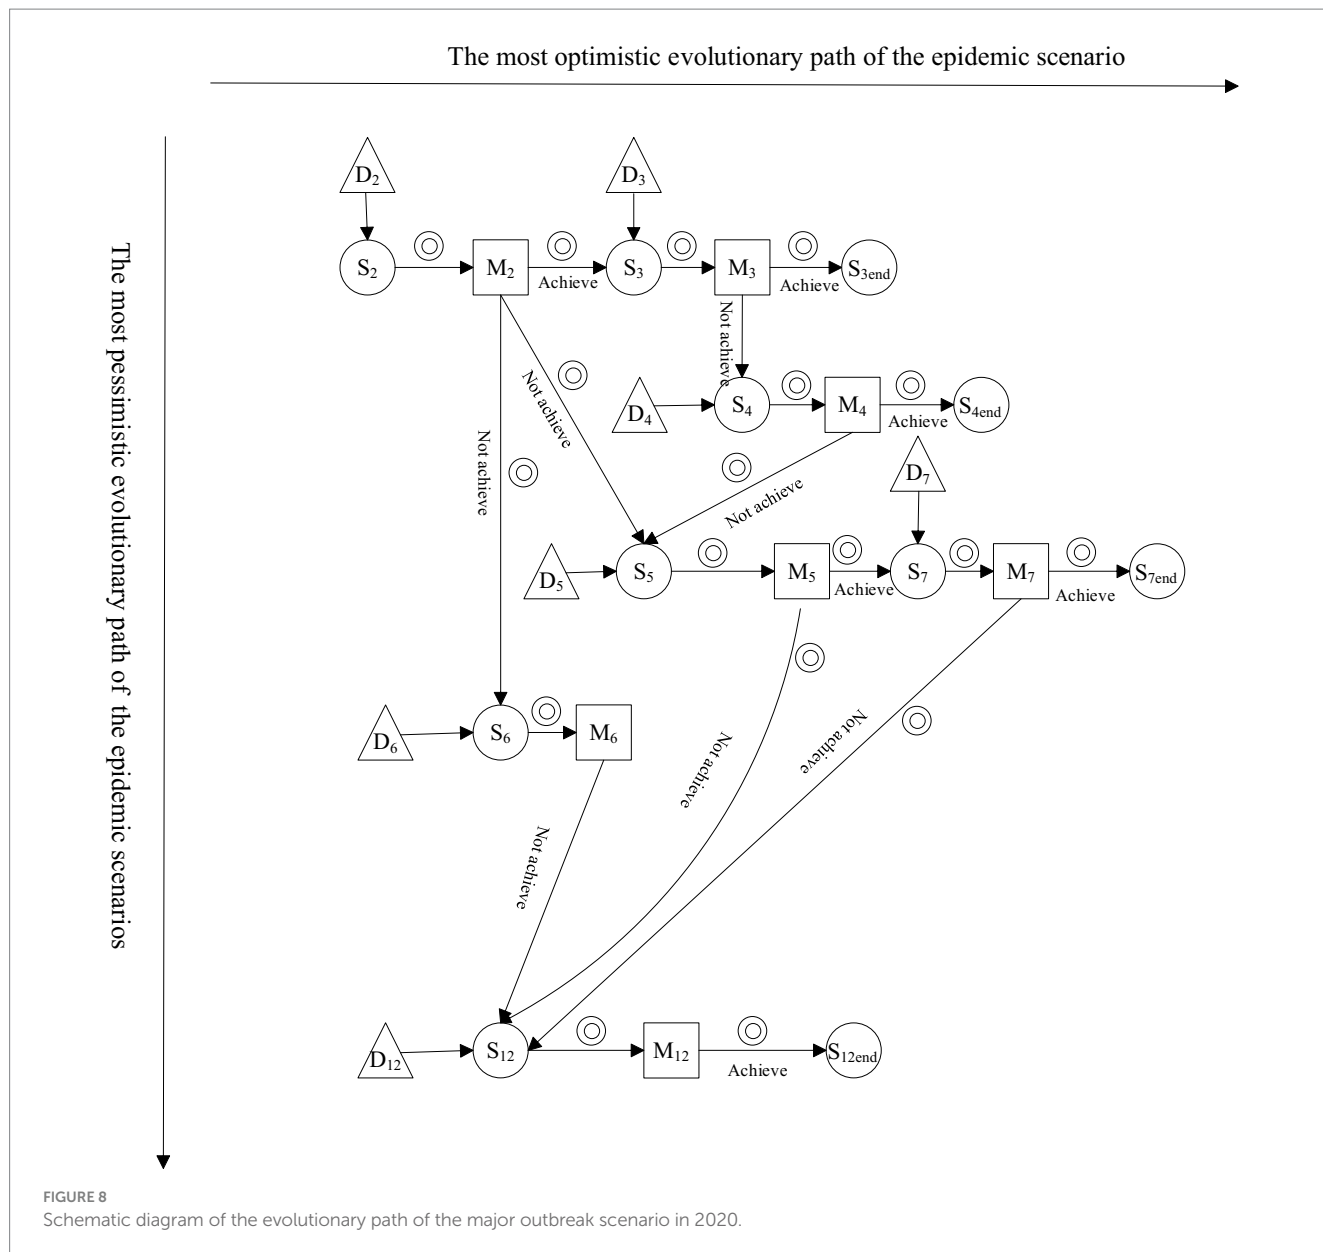 The most optimistic evolutionary path of the epidemic scenario
The most pessimistic evolutionary path of the epidemic scenarios
D2
D3
S2
M2
Achieve
S3
M3
Achieve
S3end
Not achieve
Not achieve
Not achieve
D4
S4
M4
Achieve
S4end
Not achieve
D7
D5
S5
M5
Achieve
S7
M7
Achieve
S7end
D6
S6
M6
Not achieve
Not achieve
Not achieve
D12
S12
M12
Achieve
S12end
FIGURE 8
Schematic diagram of the evolutionary path of the major outbreak scenario in 2020.